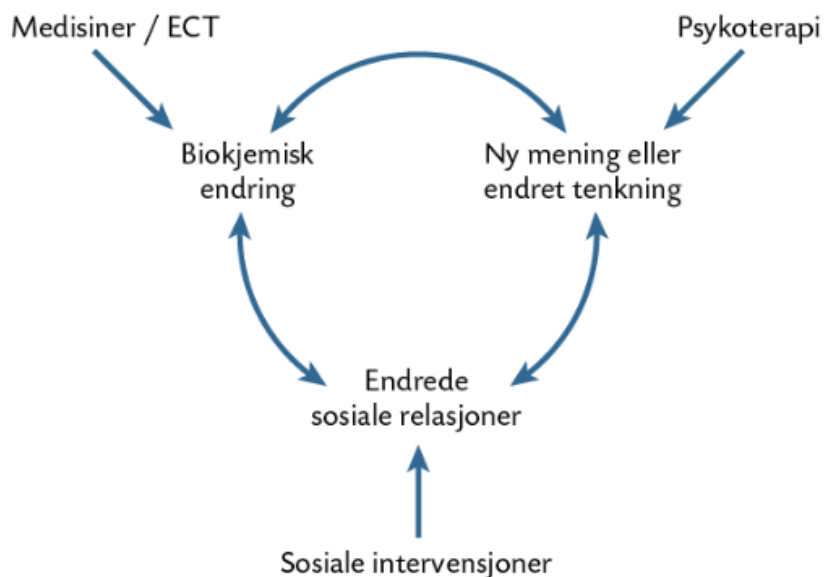 Medisiner / ECT
Psykoterapi
Biokjemisk
endring
Ny mening eller
endret tenkning
Endrede
sosiale relasjoner
Sosiale intervensjoner